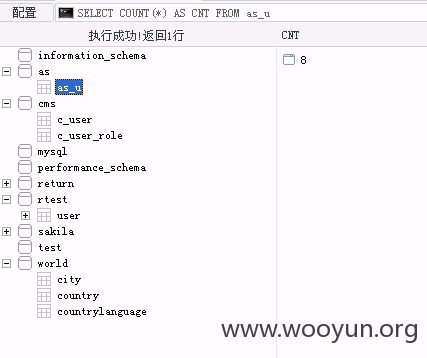 配置 SELECT COUNT(*) AS CNT FROM as_u
执行成功!返回1行 CNT
information_schema 8
as
as_u
cms
c_user
c_user_role
mysql
performance_schema
return
rtest
user
sakila
test
world
city
country
countrylanguage
www.wooyun.org